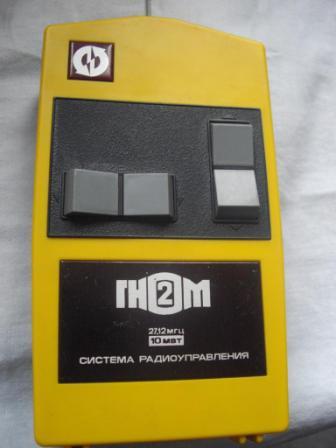 ГН2М
27,12 МГЦ
10 МВТ
СИСТЕМА РАДИОУПРАВЛЕНИЯ